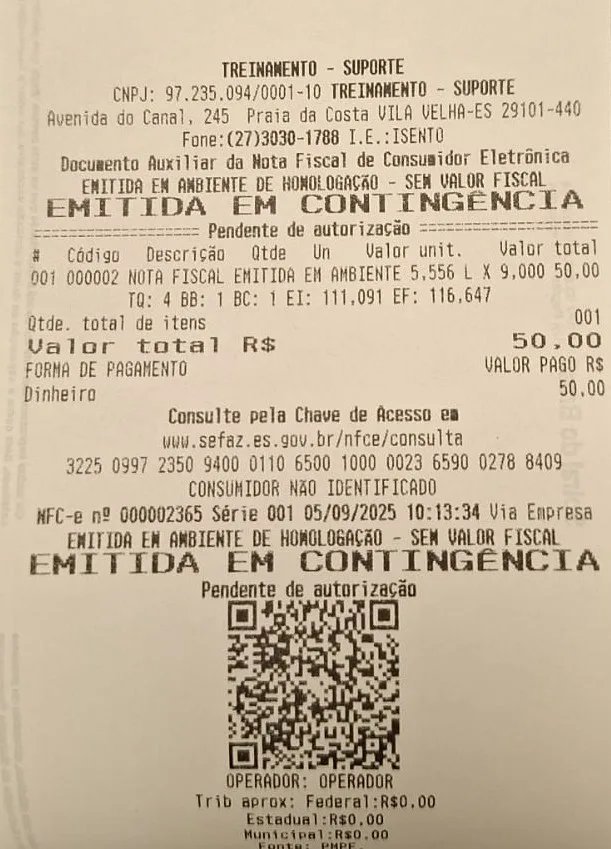 TREINAMENTO - SUPORTE
CNPJ: 97.235.094/0001-10 TREINAMENTO - SUPORTE
Avenida do Canal, 245 Praia da Costa VILA VELHA-ES 29101-440
Fone:(27)3030-1788 I.E.:ISENTO
Documento Auxiliar da Nota Fiscal de Consumidor Eletrônica
EMITIDA EM AMBIENTE DE HOMOLOGAÇÃO - SEM VALOR FISCAL
EMITIDA EM CONTINGÊNCIA
=================== Pendente de autorização ===================
# Código Descrição Qtde Un Valor unit. Valor total
001 000002 NOTA FISCAL EMITIDA EM AMBIENTE 5,556 L X 9,000 50,00
TQ: 4 BB: 1 BC: 1 EI: 111,091 EF: 116,647
Qtde. total de itens 001
Valor total R$ 50,00
FORMA DE PAGAMENTO VALOR PAGO R$
Dinheiro 50,00
Consulte pela Chave de Acesso em
www.sefaz.es.gov.br/nfce/consulta
3225 0997 2350 9400 0110 6500 1000 0023 6590 0278 8409
CONSUMIDOR NÃO IDENTIFICADO
NFC-e nº 000002365 Série 001 05/09/2025 10:13:34 Via Empresa
EMITIDA EM AMBIENTE DE HOMOLOGAÇÃO - SEM VALOR FISCAL
EMITIDA EM CONTINGÊNCIA
Pendente de autorização
OPERADOR: OPERADOR
Trib aprox: Federal:R$0,00
Estadual:R$0,00
Municipal:R$0,00
Fonte: PMPF